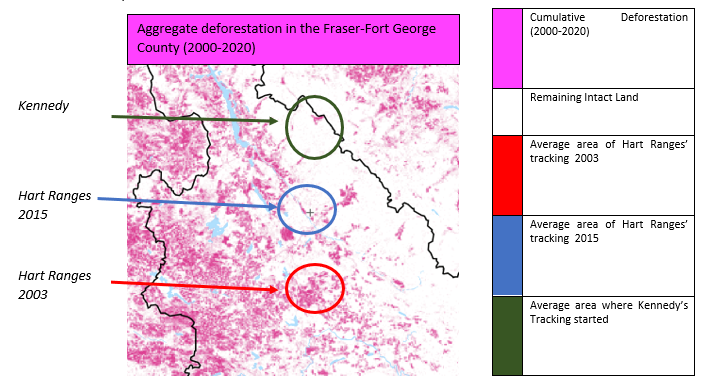 Aggregate deforestation in the Fraser-Fort George
County (2000-2020)
Kennedy
Hart Ranges
2015
Hart Ranges
2003
Cumulative Deforestation
(2000-2020)
Remaining Intact Land
Average area of Hart Ranges’
tracking 2003
Average area of Hart Ranges’
tracking 2015
Average area where Kennedy’s
Tracking started